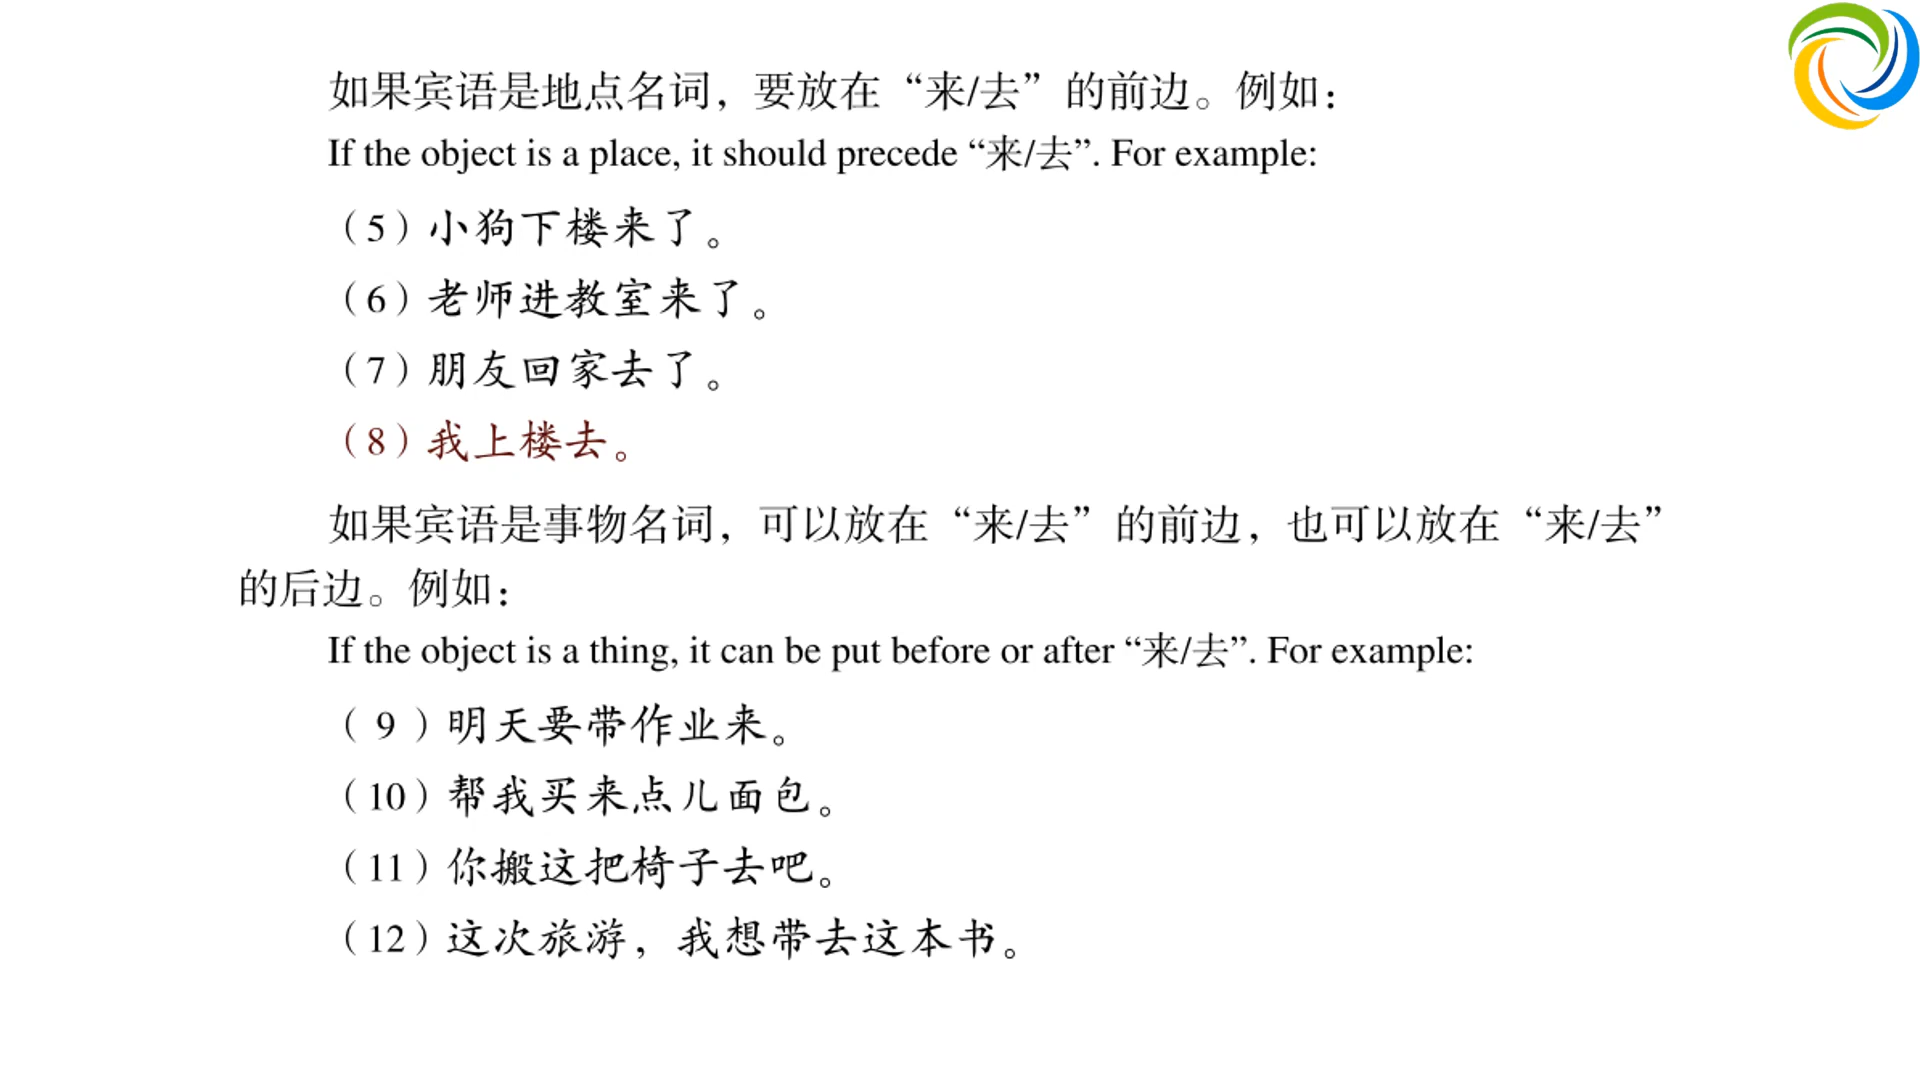 如果宾语是地点名词，要放在“来/去”的前边。例如：
If the object is a place, it should precede “来/去”. For example:
（5）小狗下楼来了。
（6）老师进教室来了。
（7）朋友回家去了。
（8）我上楼去。
如果宾语是事物名词，可以放在“来/去”的前边，也可以放在“来/去”
的后边。例如：
If the object is a thing, it can be put before or after “来/去”. For example:
（ 9 ）明天要带作业来。
（10）帮我买来点儿面包。
（11）你搬这把椅子去吧。
（12）这次旅游，我想带去这本书。